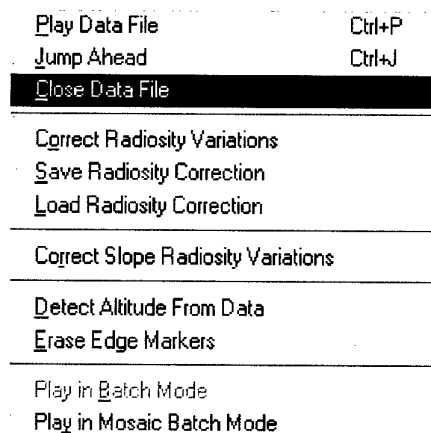 Play Data File Ctrl+P
Jump Ahead Ctrl+J
Close Data File
Correct Radiosity Variations
Save Radiosity Correction
Load Radiosity Correction
Correct Slope Radiosity Variations
Detect Altitude From Data
Erase Edge Markers
Play in Batch Mode
Play in Mosaic Batch Mode